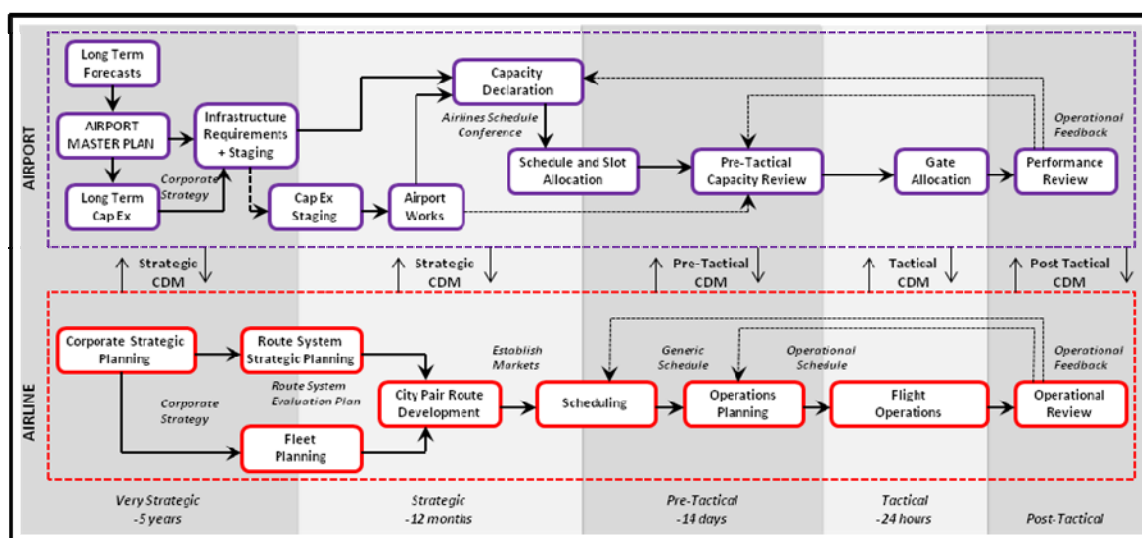 AIRPORT
Long Term
Forecasts
AIRPORT
MASTER PLAN
Long Term
Cap Ex
Corporate
Strategy
Infrastructure
Requirements
+ Staging
Cap Ex
Staging
Airport
Works
Capacity
Declaration
Airlines Schedule
Conference
Schedule and Slot
Allocation
Pre-Tactical
Capacity Review
Gate
Allocation
Operational
Feedback
Performance
Review
Strategic
CDM
Strategic
CDM
Pre-Tactical
CDM
Tactical
CDM
Post Tactical
CDM
AIRLINE
Corporate Strategic
Planning
Route System
Strategic Planning
Route System
Evaluation Plan
Corporate
Strategy
Fleet
Planning
City Pair Route
Development
Establish
Markets
Scheduling
Generic
Schedule
Operations
Planning
Operational
Schedule
Flight
Operations
Operational
Feedback
Operational
Review
Very Strategic
-5 years
Strategic
-12 months
Pre-Tactical
-14 days
Tactical
-24 hours
Post-Tactical